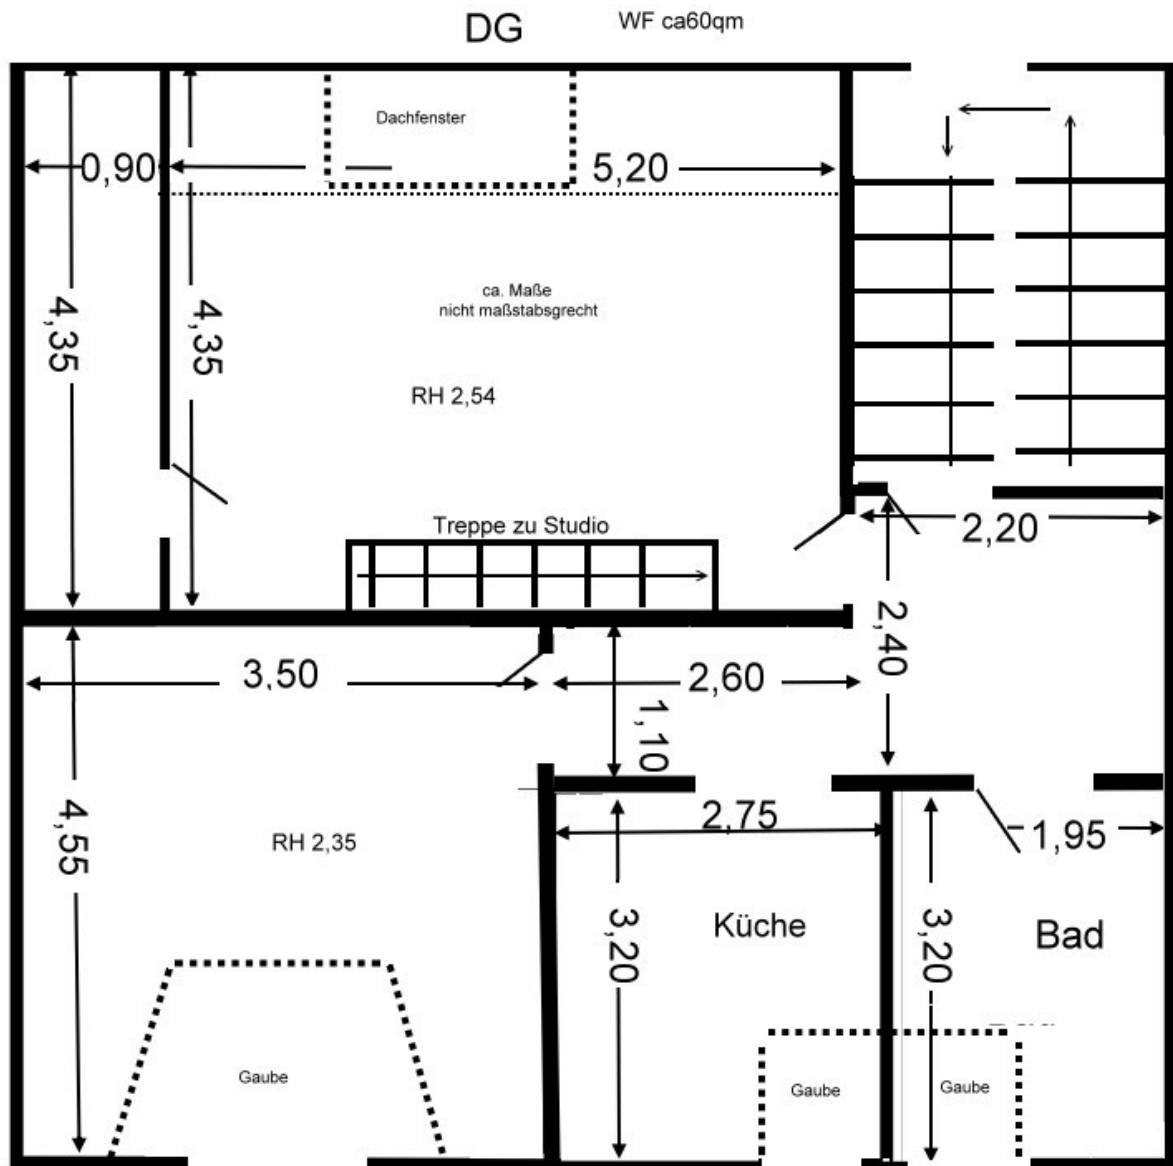 DG
WF ca60qm
Dachfenster
0,90
5,20
4,35
4,35
ca. Maße
nicht maßstabsgrecht
RH 2,54
Treppe zu Studio
2,20
2,40
3,50
2,60
1,10
4,55
RH 2,35
2,75
1,95
3,20
Küche
3,20
Bad
Gaube
Gaube
Gaube